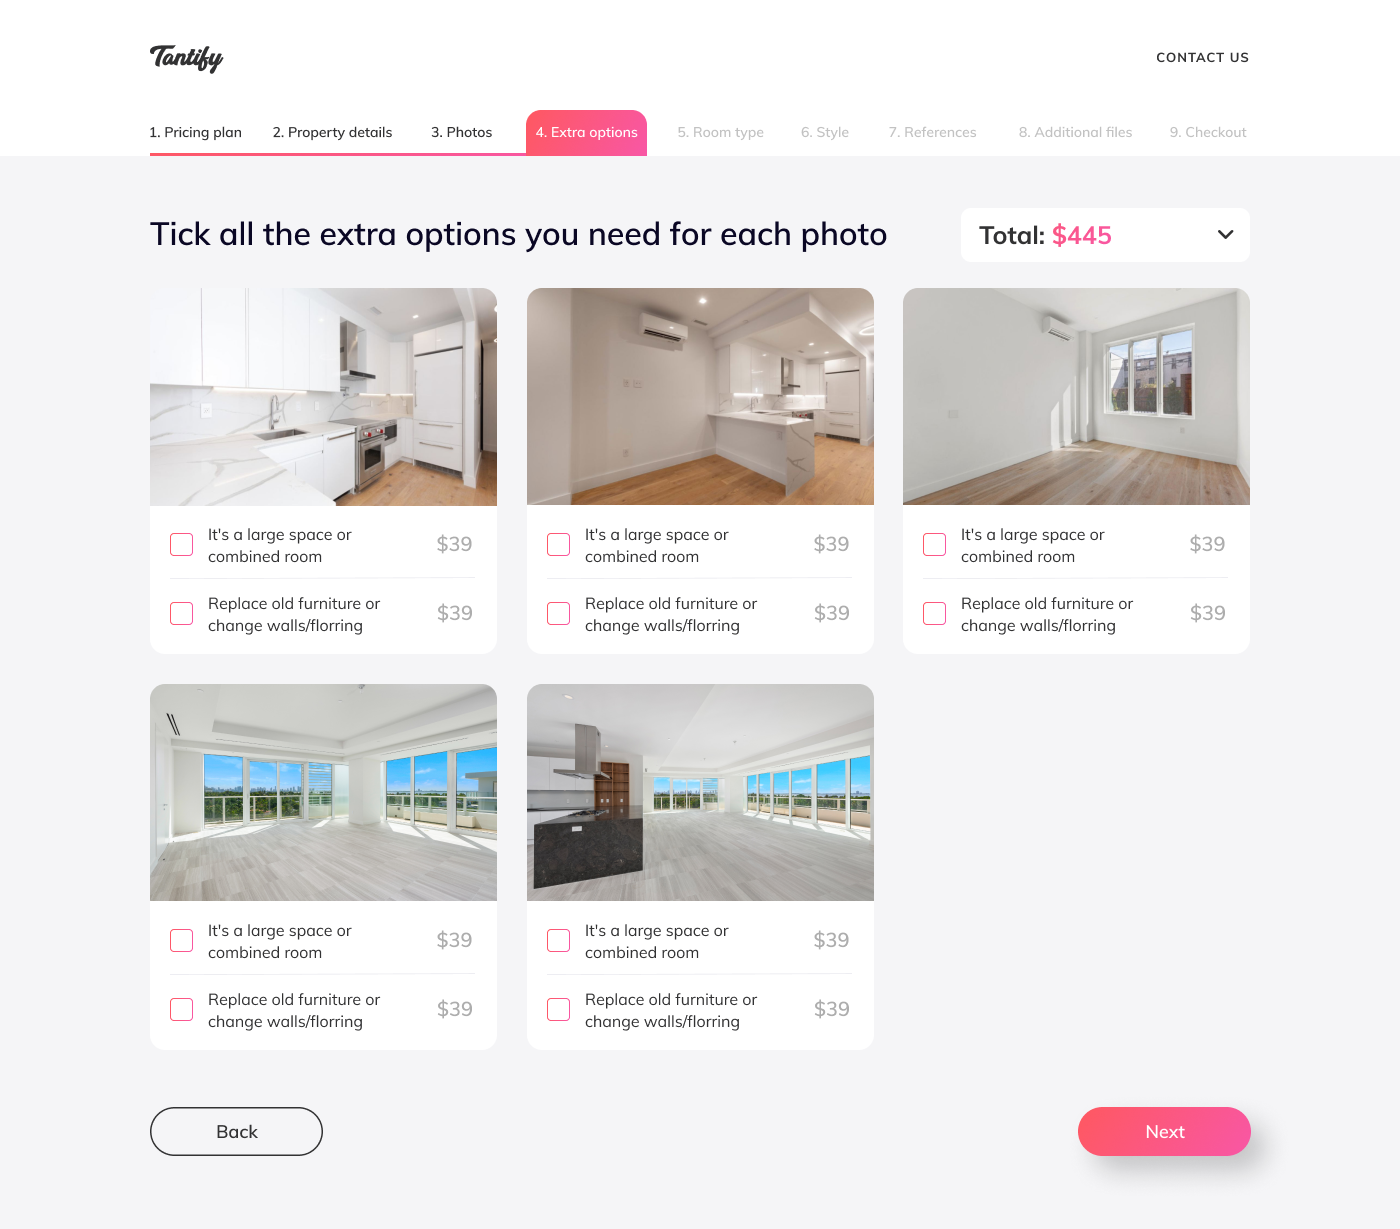 Tantify
CONTACT US
1. Pricing plan 2. Property details 3. Photos 4. Extra options 5. Room type 6. Style 7. References 8. Additional files 9. Checkout
Tick all the extra options you need for each photo
Total: $445
It's a large space or
combined room
$39
Replace old furniture or
change walls/florring
$39
It's a large space or
combined room
$39
Replace old furniture or
change walls/florring
$39
It's a large space or
combined room
$39
Replace old furniture or
change walls/florring
$39
It's a large space or
combined room
$39
Replace old furniture or
change walls/florring
$39
It's a large space or
combined room
$39
Replace old furniture or
change walls/florring
$39
Back
Next